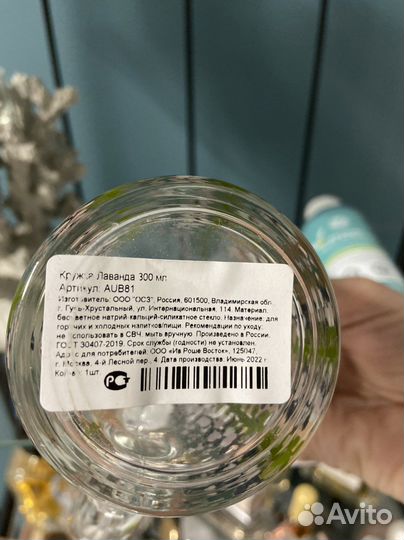 Кружка Лаванда 300 мл
Артикул: AUB81
Изготовитель: ООО "ОСЗ", Россия, 601500, Владимирская обл.
г. Гусь-Хрустальный, ул. Интернациональная, 114. Материал:
бесцветное натрий кальций-силикатное стекло. Назначение: для
горячих и холодных напитков/пищи. Рекомендации по уходу:
не использовать в СВЧ, мыть вручную. Произведено в России.
ГОСТ 30407-2019. Срок службы (годности) не установлен.
Адрес для потребителей: ООО «Ив Роше Восток», 125047,
г. Москва, 4-й Лесной пер., 4. Дата изготовления: Июнь 2022 г.
Кол-во: 1шт.
Avito